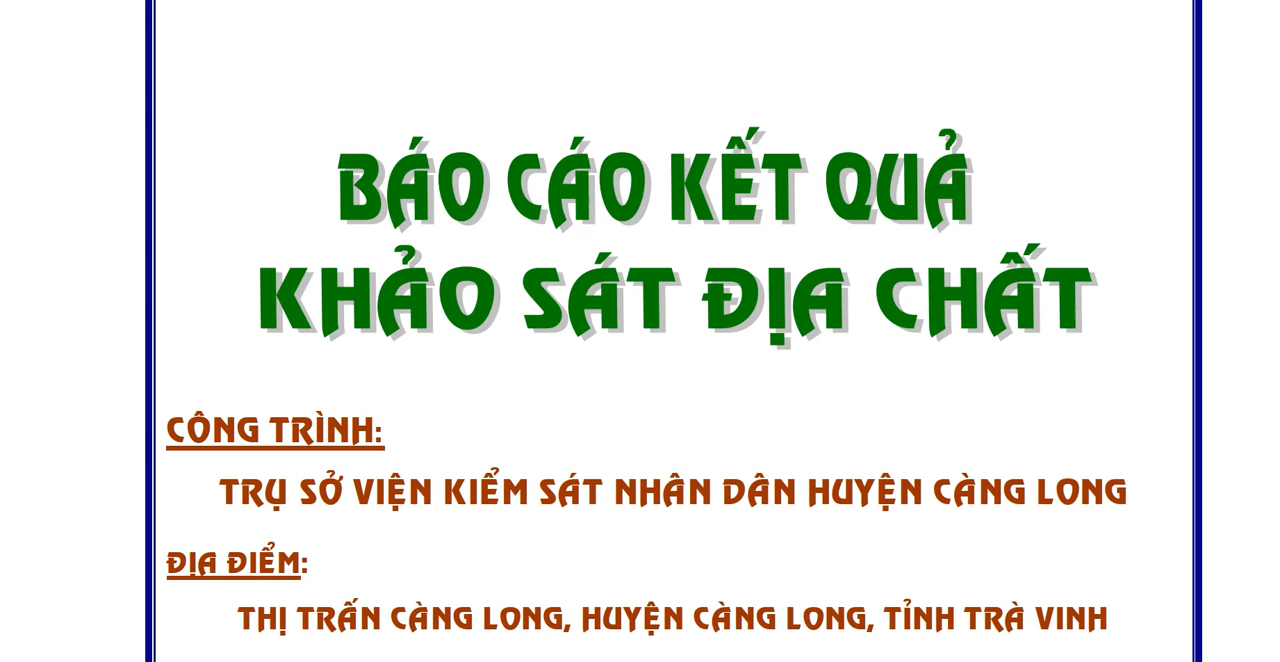 BÁO CÁO KẾT QUẢ
KHẢO SÁT ĐỊA CHẤT
CÔNG TRÌNH:
TRỤ SỞ VIỆN KIỂM SÁT NHÂN DÂN HUYỆN CÀNG LONG
ĐỊA ĐIỂM:
THỊ TRẤN CÀNG LONG, HUYỆN CÀNG LONG, TỈNH TRÀ VINH